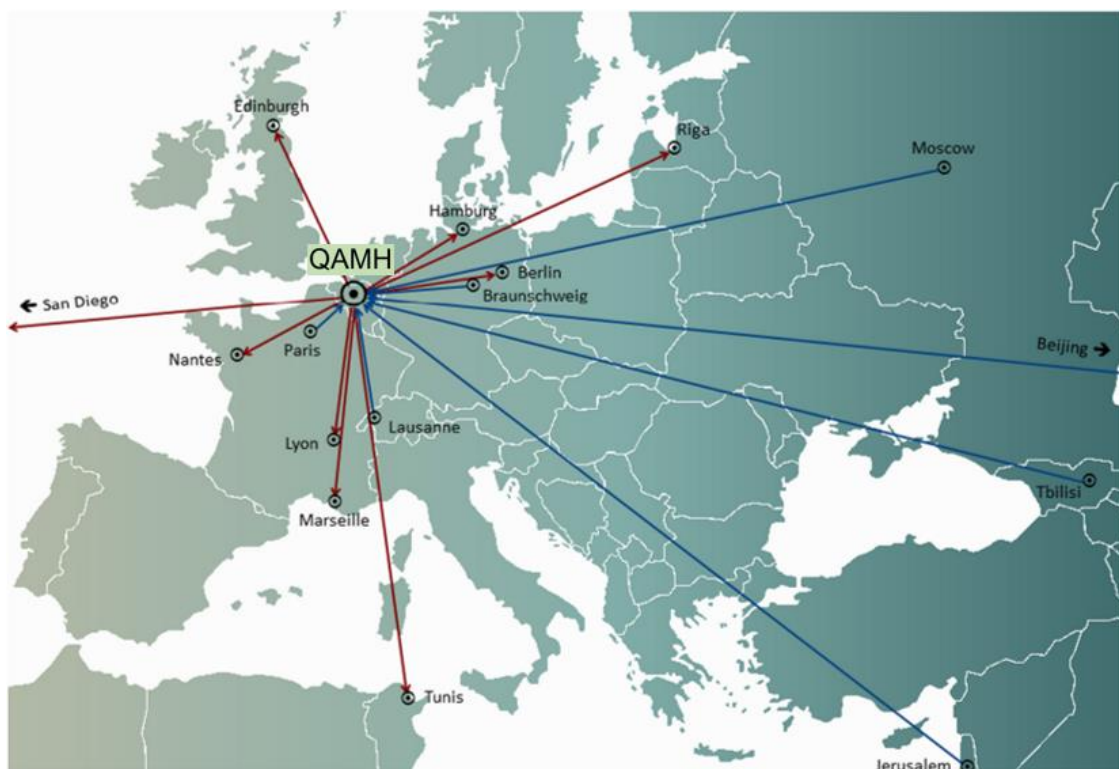 Edinburgh
Riga
Moscow
Hamburg
QAMH
Berlin
Braunschweig
← San Diego
Paris
Nantes
Beijing →
Lyon
Lausanne
Tbilisi
Marseille
Tunis
Jerusalem